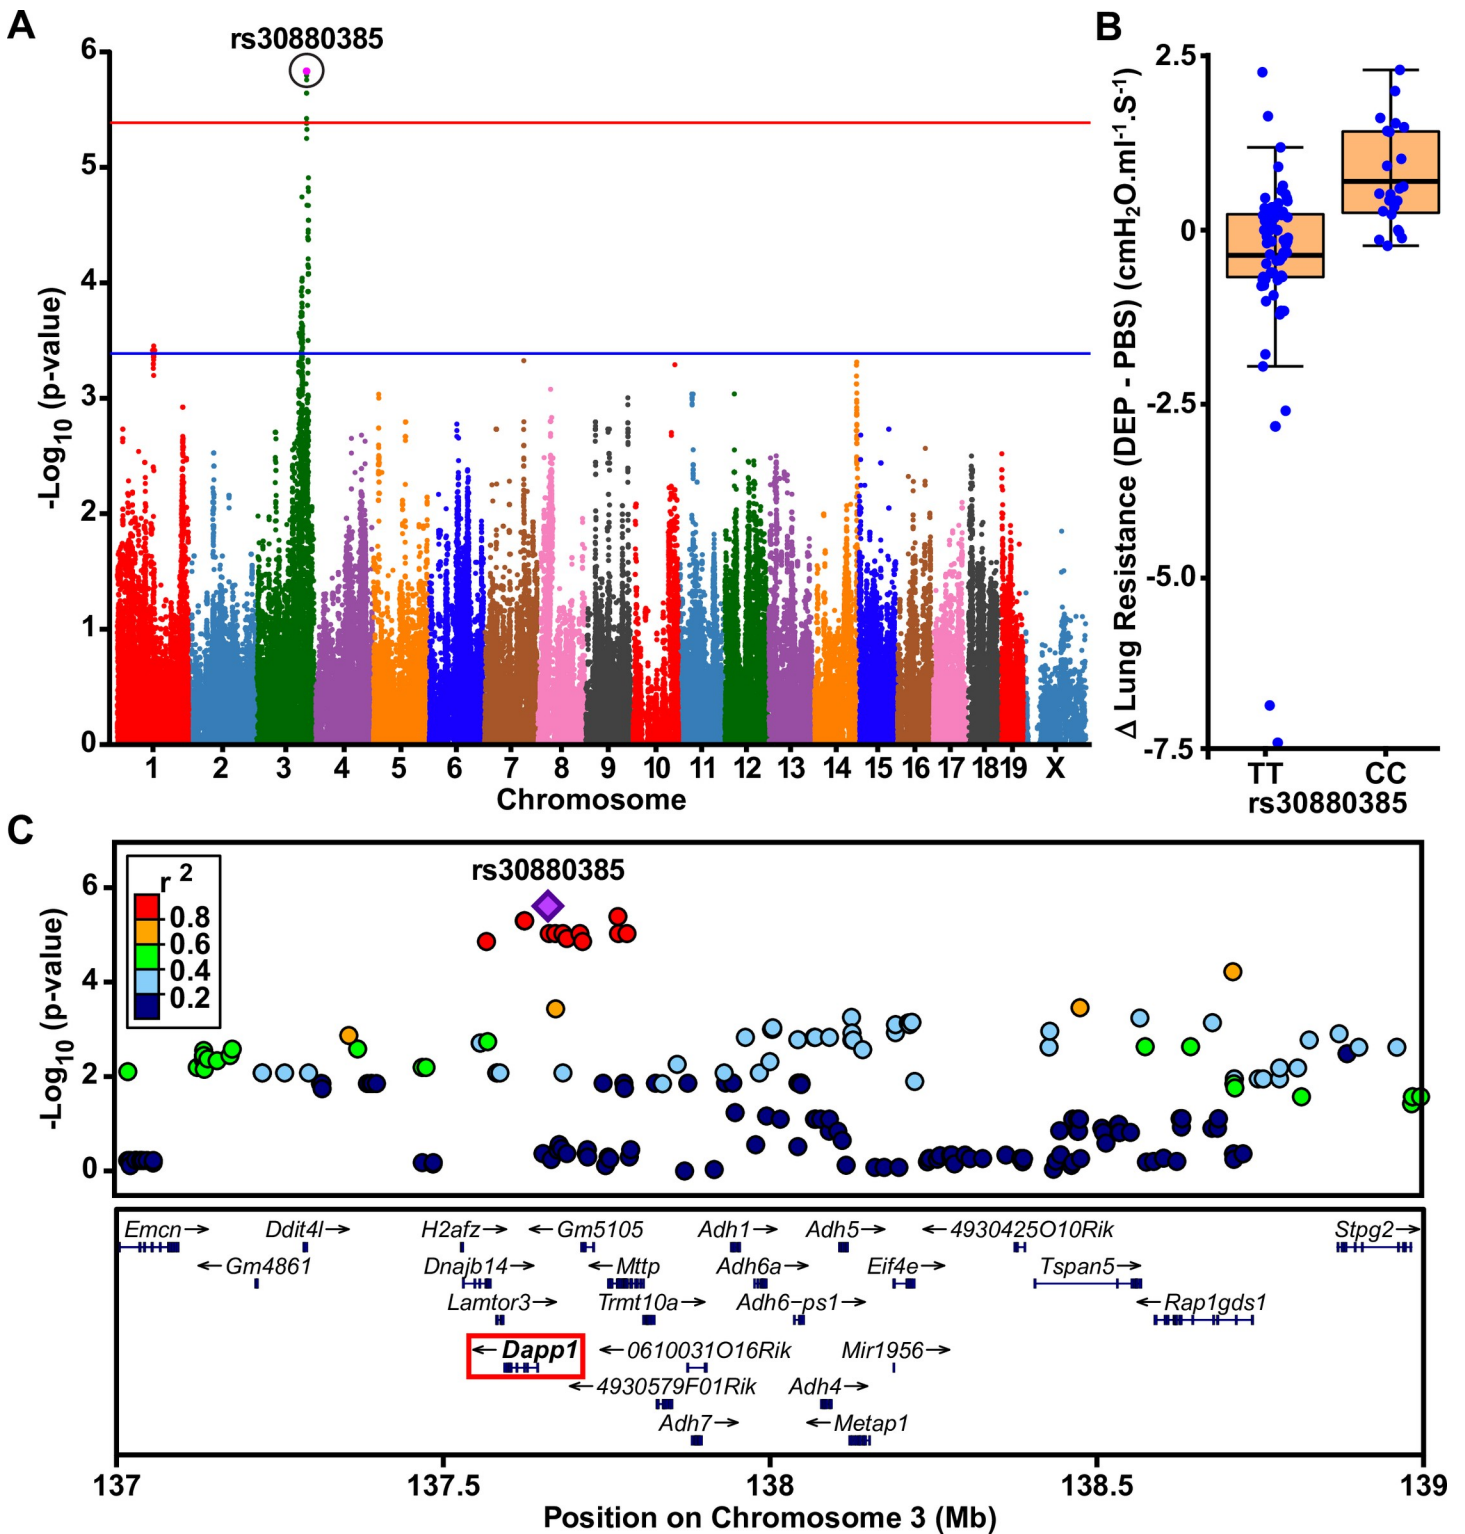 A
rs30880385
6
5
4
3
2
1
0
-Log10 (p-value)
1 2 3 4 5 6 7 8 9 10 11 12 13 14 15 16 17 18 19 X
Chromosome
B
2.5
0
-2.5
-5.0
-7.5
Δ Lung Resistance (DEP - PBS) (cmH2O.ml-1.S-1)
TT CC
rs30880385
C
r 2
0.8
0.6
0.4
0.2
rs30880385
6
4
2
0
-Log10 (p-value)
Emcn→ Ddit4l→ H2afz→ ←Gm5105 Adh1→ Adh5→ ←4930425O10Rik Stpg2→
←Gm4861 Dnajb14→ ←Mttp Adh6a→ Eif4e→ Tspan5→
Lamtor3→ Trmt10a→ Adh6−ps1→ ←Rap1gds1
←Dapp1 ←0610031O16Rik Mir1956→
←4930579F01Rik Adh4→
Adh7→ ←Metap1
137 137.5 138 138.5 139
Position on Chromosome 3 (Mb)